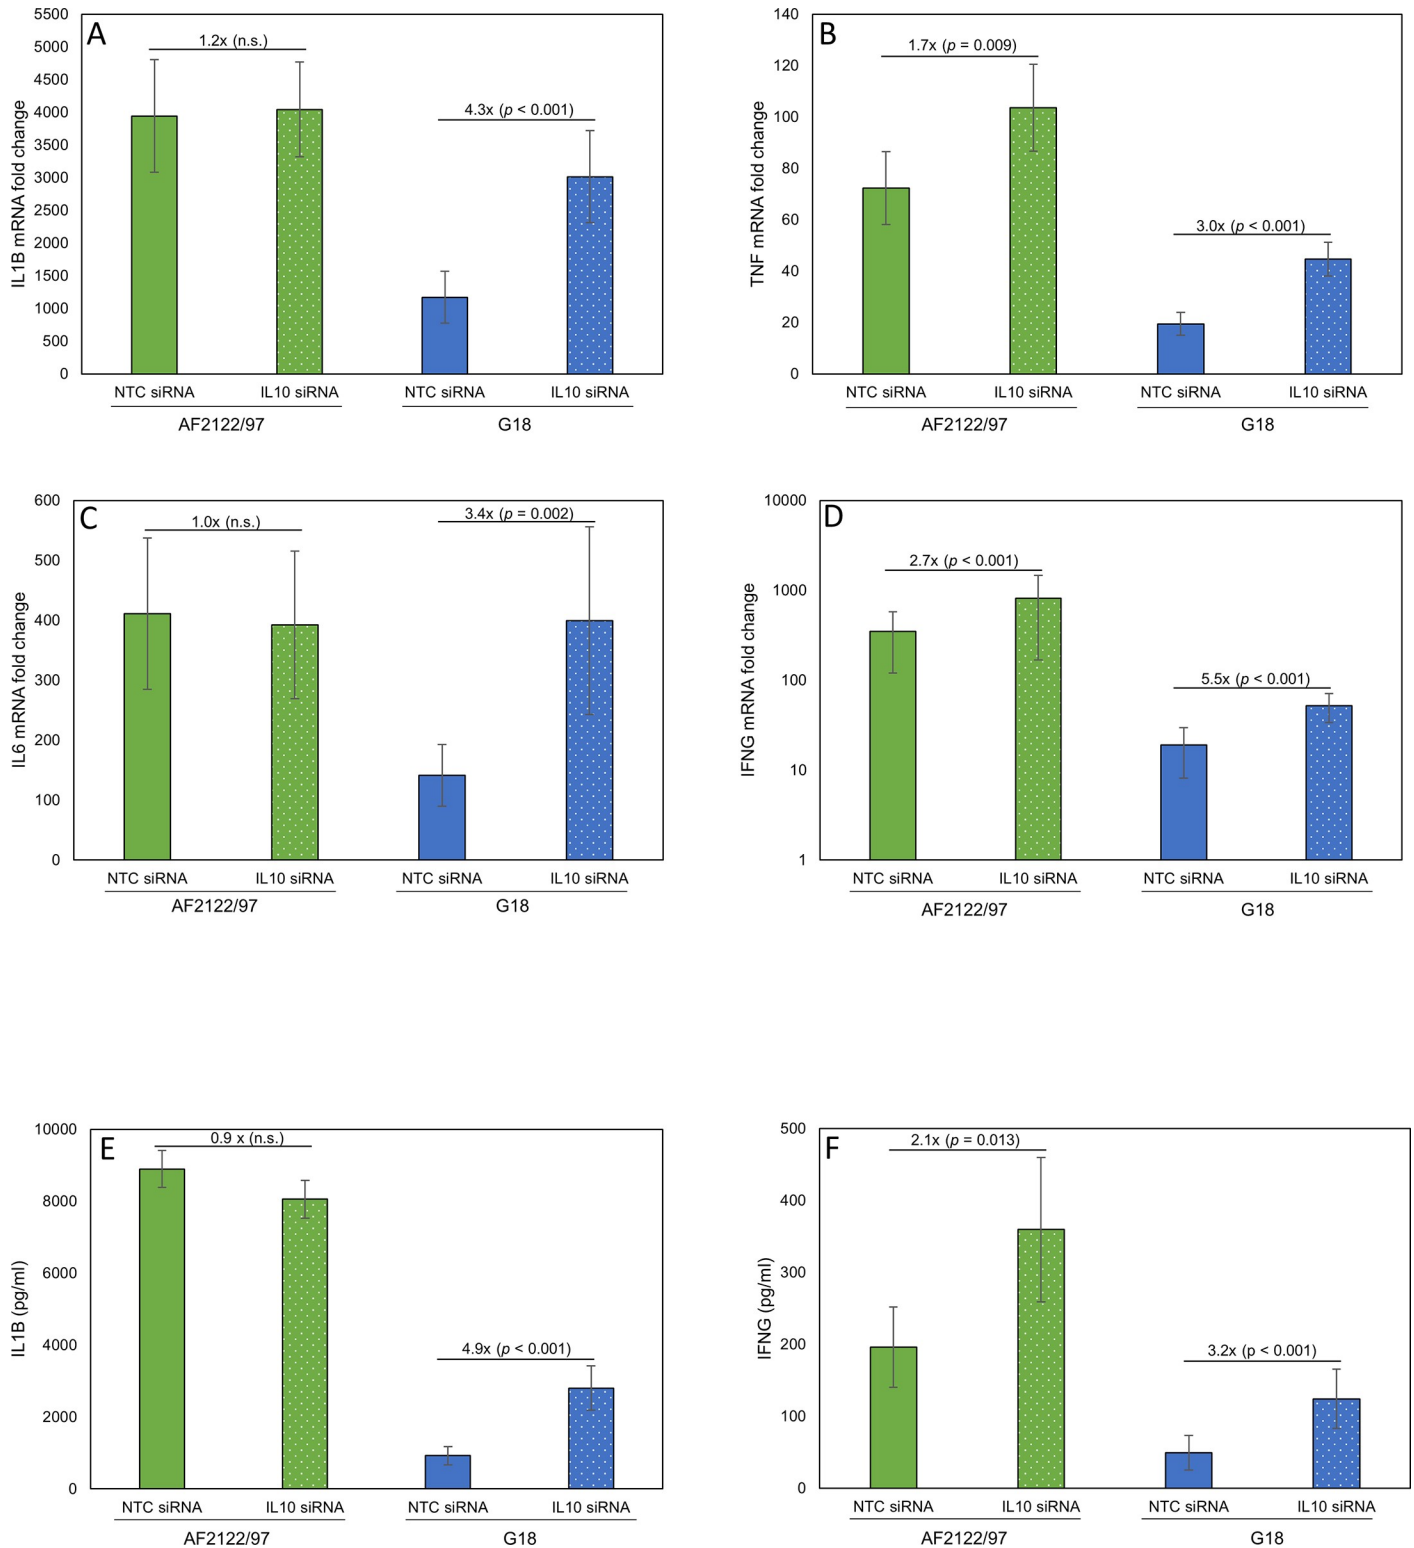 A
IL1B mRNA fold change
5500
5000
4500
4000
3500
3000
2500
2000
1500
1000
500
0
1.2x (n.s.)
4.3x (p < 0.001)
NTC siRNA IL10 siRNA NTC siRNA IL10 siRNA
AF2122/97 G18
B
TNF mRNA fold change
140
120
100
80
60
40
20
0
1.7x (p = 0.009)
3.0x (p < 0.001)
NTC siRNA IL10 siRNA NTC siRNA IL10 siRNA
AF2122/97 G18
C
IL6 mRNA fold change
600
500
400
300
200
100
0
1.0x (n.s.)
3.4x (p = 0.002)
NTC siRNA IL10 siRNA NTC siRNA IL10 siRNA
AF2122/97 G18
D
IFNG mRNA fold change
10000
1000
100
10
1
2.7x (p < 0.001)
5.5x (p < 0.001)
NTC siRNA IL10 siRNA NTC siRNA IL10 siRNA
AF2122/97 G18
E
IL1B (pg/ml)
10000
8000
6000
4000
2000
0
0.9 x (n.s.)
4.9x (p < 0.001)
NTC siRNA IL10 siRNA NTC siRNA IL10 siRNA
AF2122/97 G18
F
IFNG (pg/ml)
500
400
300
200
100
0
2.1x (p = 0.013)
3.2x (p < 0.001)
NTC siRNA IL10 siRNA NTC siRNA IL10 siRNA
AF2122/97 G18